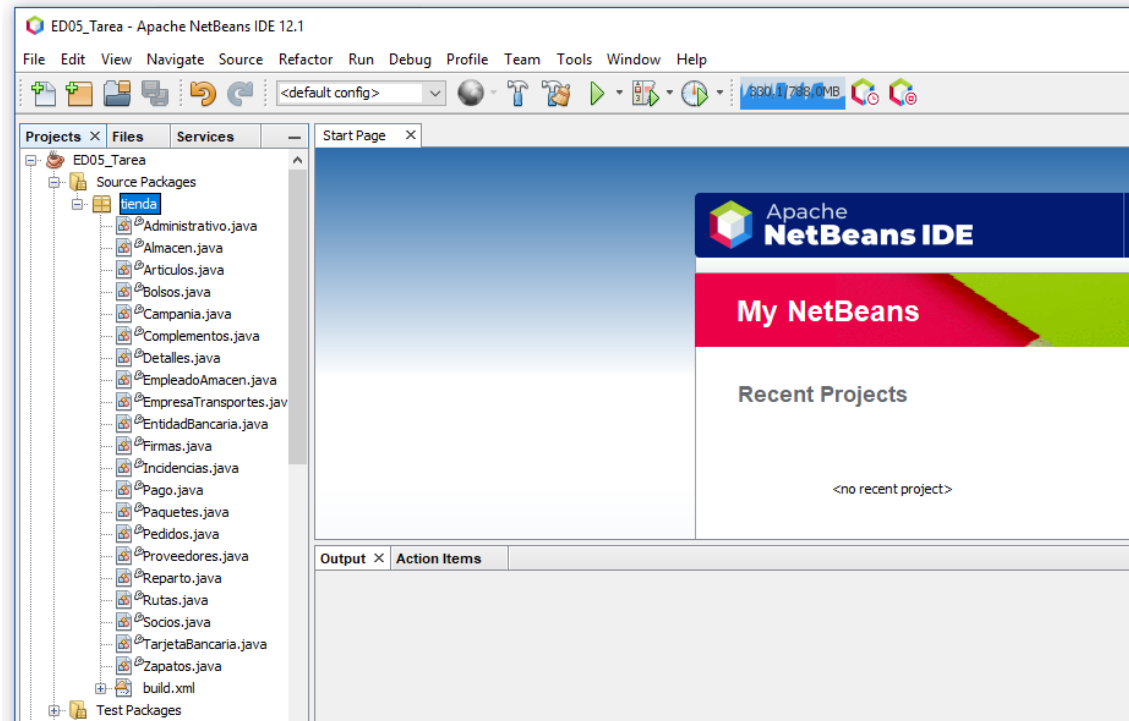 ED05_Tarea - Apache NetBeans IDE 12.1
File Edit View Navigate Source Refactor Run Debug Profile Team Tools Window Help
<default config>
330,1/788,0MB
Projects Files Services
Start Page
ED05_Tarea
Source Packages
tienda
Administrativo.java
Almacen.java
Articulos.java
Bolsos.java
Campania.java
Complementos.java
Detalles.java
EmpleadoAmacen.java
EmpresaTransportes.jav
EntidadBancaria.java
Firmas.java
Incidencias.java
Pago.java
Paquetes.java
Pedidos.java
Proveedores.java
Reparto.java
Rutas.java
Socios.java
TarjetaBancaria.java
Zapatos.java
build.xml
Test Packages
Apache
NetBeans IDE
My NetBeans
Recent Projects
<no recent project>
Output Action Items